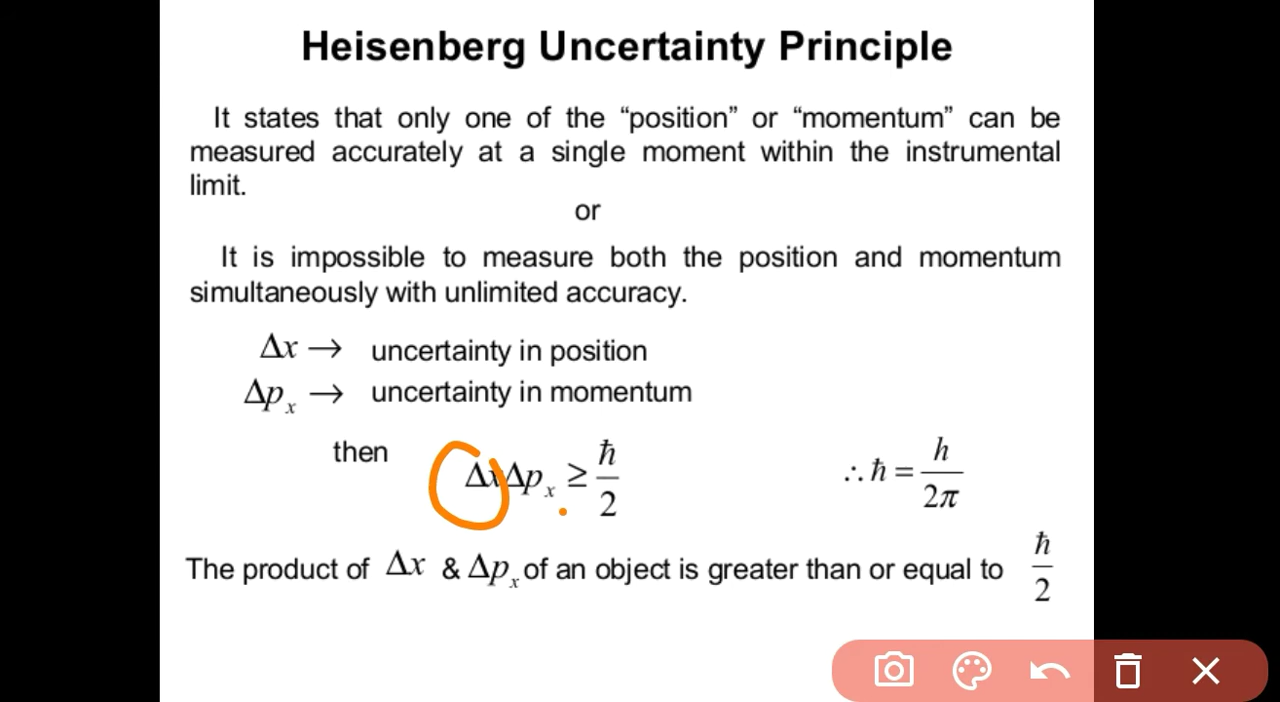 Heisenberg Uncertainty Principle
It states that only one of the “position” or “momentum” can be
measured accurately at a single moment within the instrumental
limit.
or
It is impossible to measure both the position and momentum
simultaneously with unlimited accuracy.
Δx → uncertainty in position
Δpₓ → uncertainty in momentum
then ΔxΔpₓ ≥ ħ/2 ∴ ħ = h/2π
The product of Δx & Δpₓ of an object is greater than or equal to ħ/2